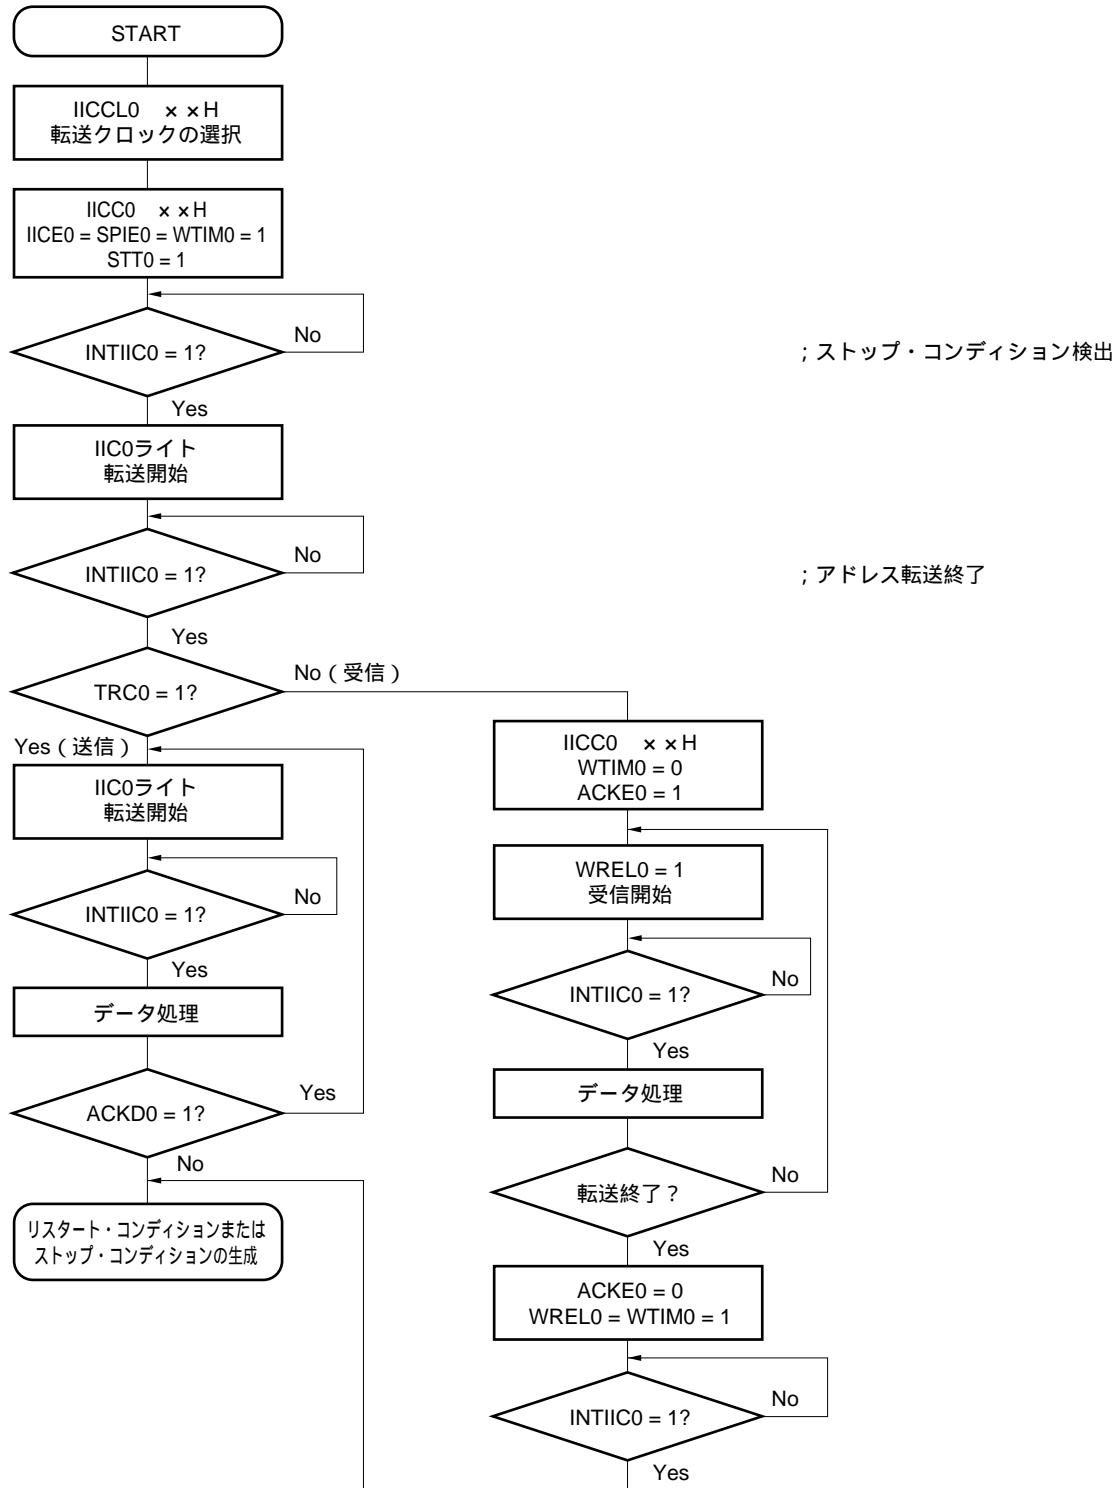 START
IICCL0 × × H
転送クロックの選択
IICC0 × × H
IICE0 = SPIE0 = WTIM0 = 1
STT0 = 1
INTIIC0 = 1?
No
；ストップ・コンディション検出
Yes
IIC0ライト
転送開始
INTIIC0 = 1?
No
；アドレス転送終了
Yes
TRC0 = 1?
No（受信）
Yes（送信）
IIC0ライト
転送開始
INTIIC0 = 1?
No
Yes
データ処理
ACKD0 = 1?
Yes
No
リスタート・コンディションまたは
ストップ・コンディションの生成
IICC0 × × H
WTIM0 = 0
ACKE0 = 1
WREL0 = 1
受信開始
INTIIC0 = 1?
No
Yes
データ処理
転送終了？
No
Yes
ACKE0 = 0
WREL0 = WTIM0 = 1
INTIIC0 = 1?
No
Yes